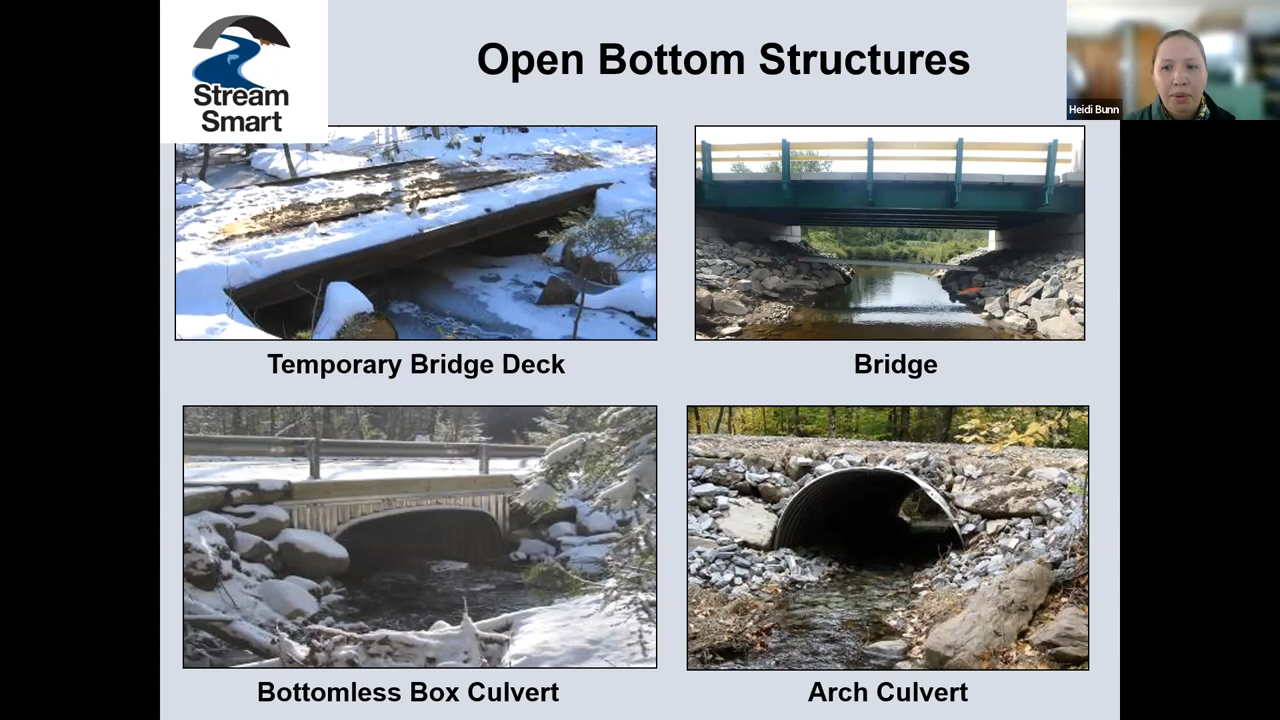 Stream
Smart
Open Bottom Structures
Heidi Bunn
Temporary Bridge Deck
Bridge
Bottomless Box Culvert
Arch Culvert